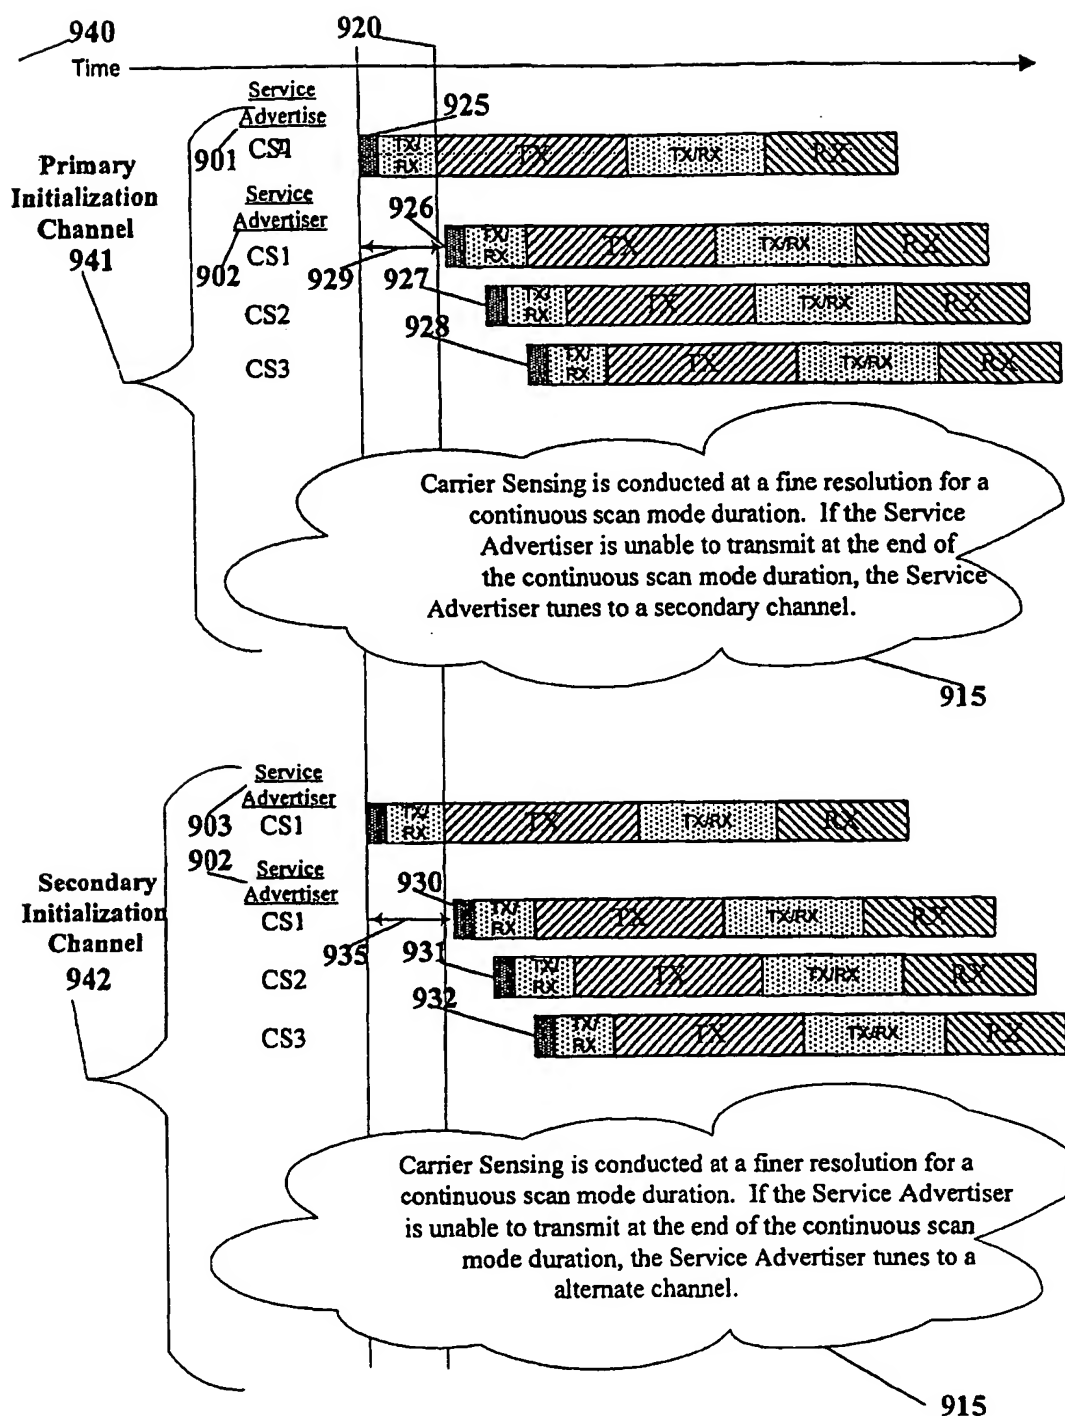 940
920
Time
Service
Advertise
925
901
CS1
TX/
RX
TX
TX/RX
RX
Primary
Initialization
Channel
941
Service
Advertiser
902
926
CS1
929
TX/
RX
TX
TX/RX
RX
927
CS2
TX/
RX
TX
TX/RX
RX
928
CS3
TX/
RX
TX
TX/RX
RX
Carrier Sensing is conducted at a fine resolution for a
continuous scan mode duration. If the Service
Advertiser is unable to transmit at the end of
the continuous scan mode duration, the Service
Advertiser tunes to a secondary channel.
915
Service
Advertiser
903
CS1
TX/
RX
TX
TX/RX
RX
902
Service
Advertiser
Secondary
Initialization
Channel
942
930
CS1
935
TX/
RX
TX
TX/RX
RX
931
CS2
TX/
RX
TX
TX/RX
RX
932
CS3
TX/
RX
TX
TX/RX
RX
Carrier Sensing is conducted at a finer resolution for a
continuous scan mode duration. If the Service Advertiser
is unable to transmit at the end of the continuous scan
mode duration, the Service Advertiser tunes to a
alternate channel.
915